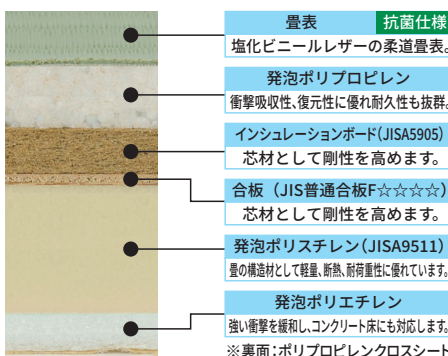 畳表 抗菌仕様
塩化ビニールレザーの柔道畳表。
発泡ポリプロピレン
衝撃吸収性、復元性に優れ耐久性も抜群。
インシュレーションボード(JISA5905)
芯材として剛性を高めます。
合板（JIS普通合板F☆☆☆☆）
芯材として剛性を高めます。
発泡ポリスチレン(JISA9511)
畳の構造材として軽量、断熱、耐荷重性に優れています。
発泡ポリエチレン
強い衝撃を緩和し、コンクリート床にも対応します。
※裏面：ポリプロピレンクロスシート